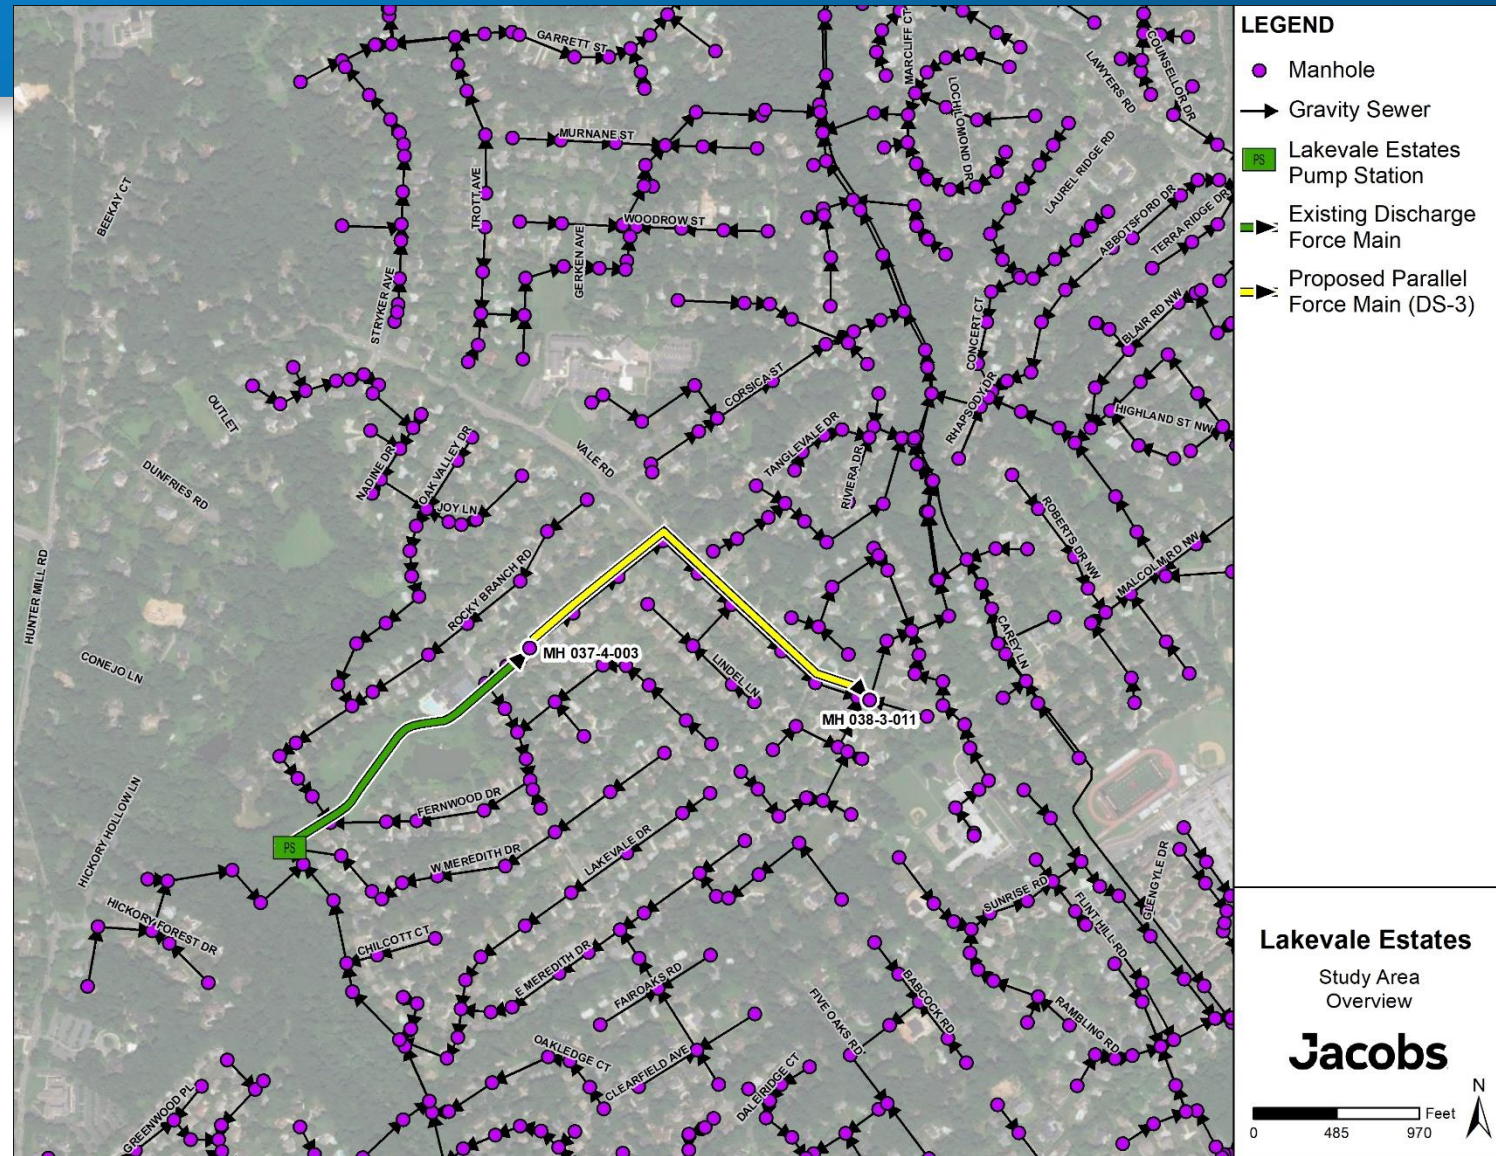 LEGEND
Manhole
Gravity Sewer
PS
Lakevale Estates
Pump Station
Existing Discharge
Force Main
Proposed Parallel
Force Main (DS-3)
GARRETT ST
MARCLIFF CT
LAWYERS RD
COUNSELLOR DR
LOCHLOMOND DR
MURNANE ST
LAUREL RIDGE RD
BEEKAY CT
TROTT AVE
WOODROW ST
GERKEN AVE
ABBOTSFORD DR
TERRA RIDGE DR
STRYKER AVE
CONCERT CT
BLAIR RD NW
CORSICA ST
OUTLET
RHAPSODY DR
HIGHLAND ST NW
TANGLEVALE DR
VALE RD
NADINE DR
OAK VALLEY DR
RIVIERA DR
DUNFRIES RD
JOY LN
ROBERTS DR NW
MALCOLM RD NW
HUNTER MILL RD
ROCKY BRANCH RD
CAREY LN
MH 037-4-003
CONEJO LN
LINDEL LN
MH 038-3-011
FERNWOOD DR
HICKORY HOLLOW LN
PS
W MEREDITH DR
LAKEVALE DR
GLENGYLE DR
SUNRISE RD
FLINT HILL RD
HICKORY FOREST DR
CHILCOTT CT
E MEREDITH DR
FAIROAKS RD
BABCOCK RD
FIVE OAKS RD
RAMBLING RD
OAKLEDGE CT
CLEARFIELD AVE
DALERIDGE CT
GREENWOOD PL
Lakevale Estates
Study Area
Overview
Jacobs
N
Feet
0 485 970